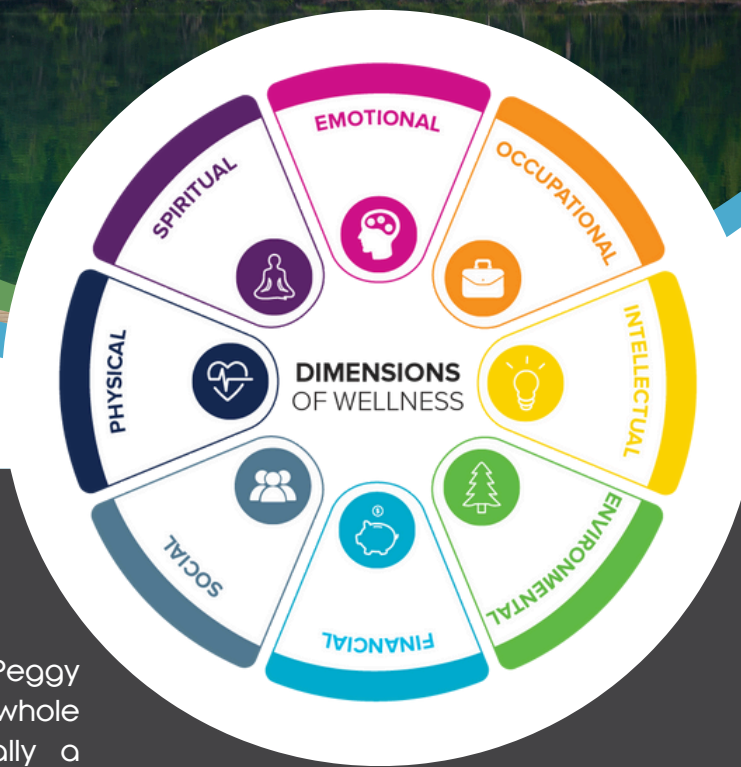 EMOTIONAL
OCCUPATIONAL
INTELLECTUAL
ENVIRONMENTAL
FINANCIAL
SOCIAL
PHYSICAL
SPIRITUAL
DIMENSIONS
OF WELLNESS
$
Peggy
whole
a